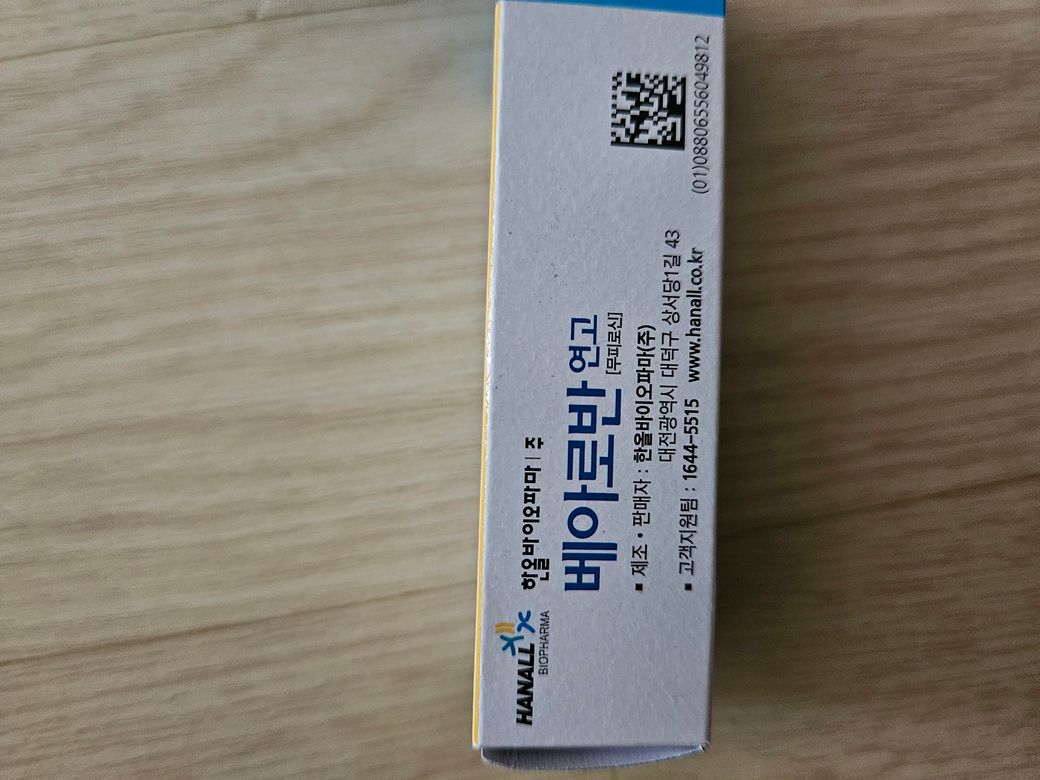 HANALL
BIOPHARMA
한올바이오파마 | 주
베아로반 연고
[무피로신]
▪ 제조 • 판매자 : 한올바이오파마(주)
대전광역시 대덕구 상서당1길 43
▪ 고객지원팀 : 1644-5515 www.hanall.co.kr
(01)08806556049812